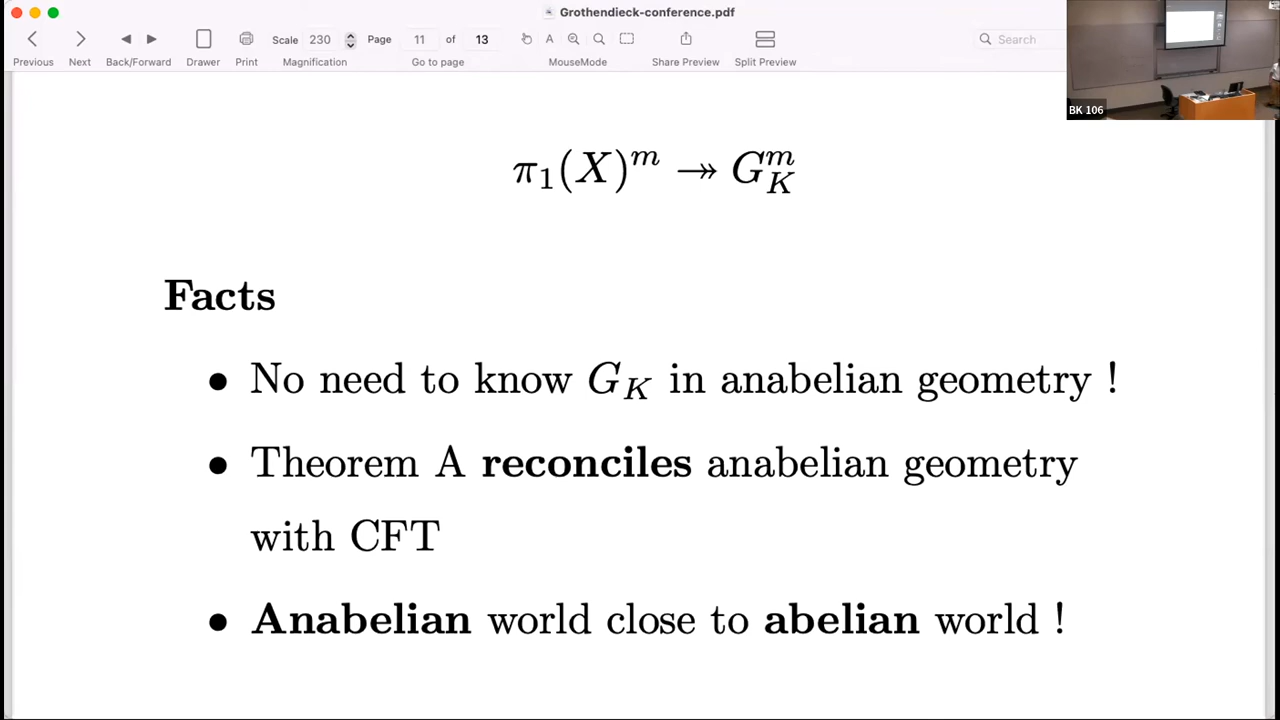 Grothendieck-conference.pdf
Previous Next Back/Forward Drawer Print Scale 230 Magnification Page 11 of 13 Go to page MouseMode Share Preview Split Preview Search
BK 106
π₁(X)ᵐ ↠ G_K^m
Facts
• No need to know G_K in anabelian geometry !
• Theorem A reconciles anabelian geometry
with CFT
• Anabelian world close to abelian world !